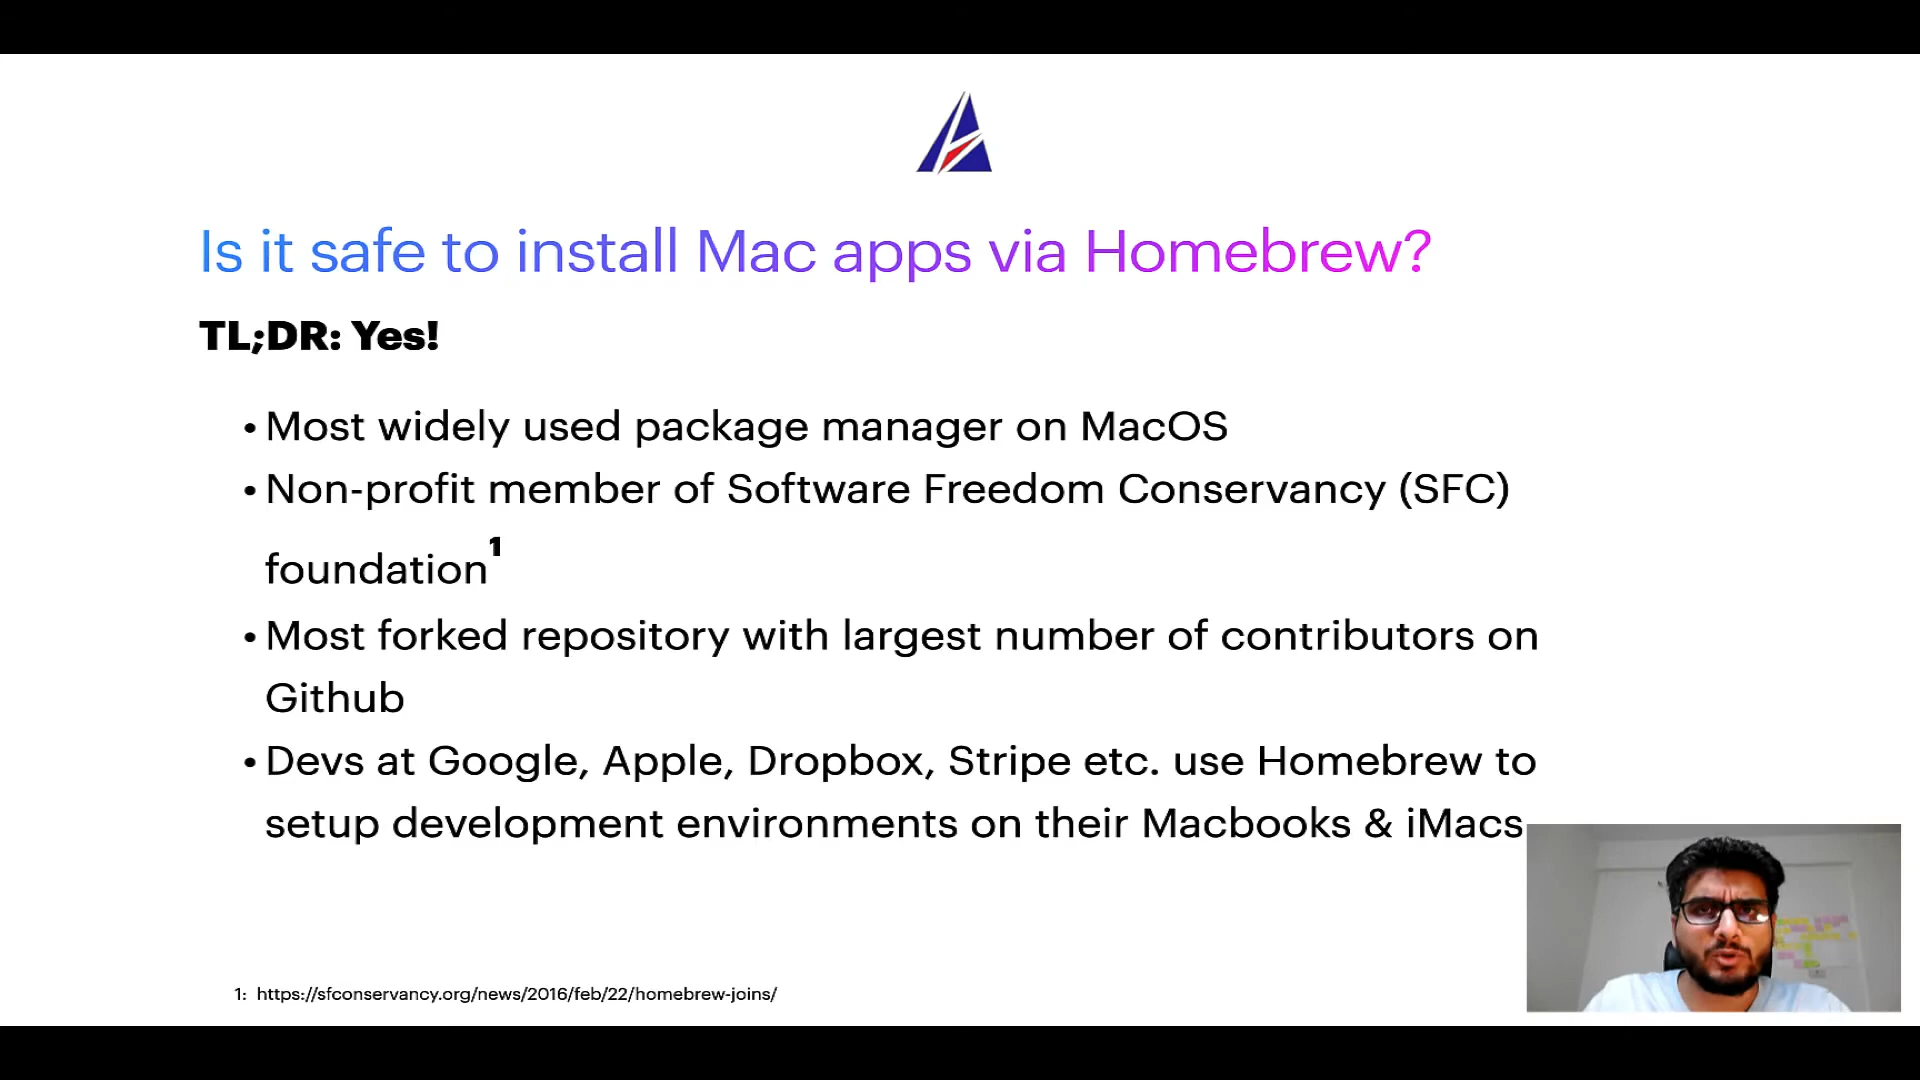 Is it safe to install Mac apps via Homebrew?
TL;DR: Yes!
• Most widely used package manager on MacOS
• Non-profit member of Software Freedom Conservancy (SFC)
foundation1
• Most forked repository with largest number of contributors on
Github
• Devs at Google, Apple, Dropbox, Stripe etc. use Homebrew to
setup development environments on their Macbooks & iMacs
1: https://sfconservancy.org/news/2016/feb/22/homebrew-joins/